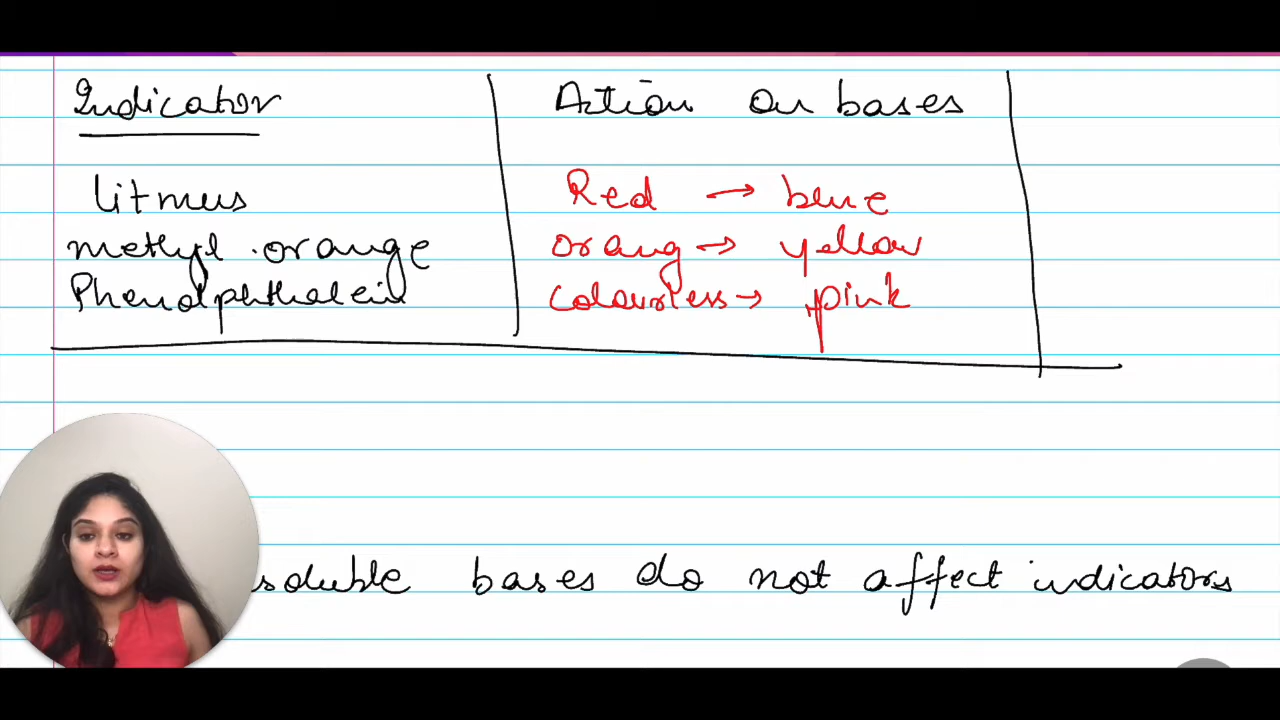 Indicator Action on bases
litmus Red → blue
methyl orange orang → yellow
Phenolphthalein colourless → pink
soluble bases do not affect indicators